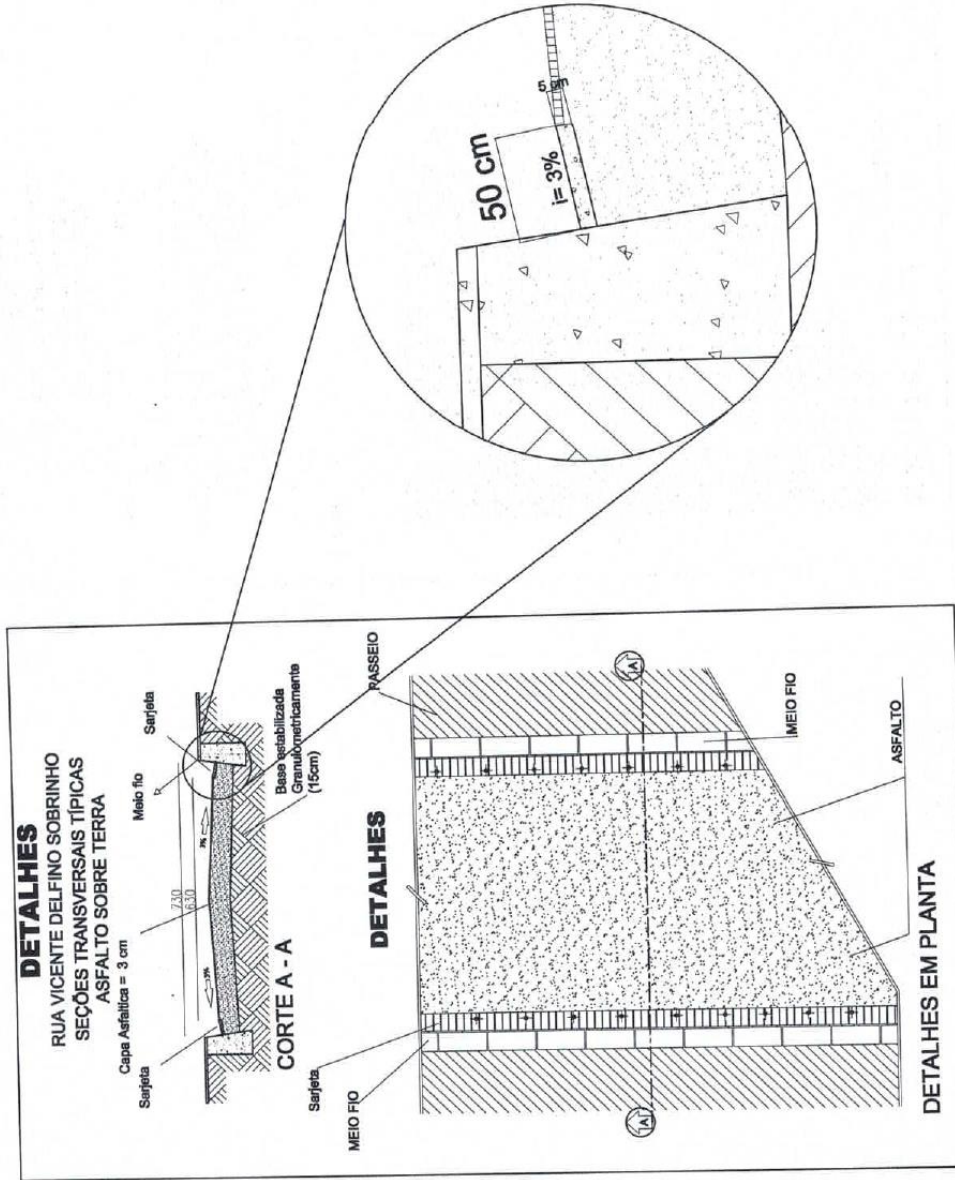 DETALHES
RUA VICENTE DELFINO SOBRINHO
SEÇÕES TRANSVERSAIS TÍPICAS
ASFALTO SOBRE TERRA
Capa Asfaltica = 3 cm
Sarjeta
Meio fio
Sarjeta
730
630
3%
3%
Base estabilizada
Granulometricamente
(15cm)
CORTE A - A
DETALHES
Sarjeta
MEIO FIO
PASSEIO
A
A
MEIO FIO
ASFALTO
DETALHES EM PLANTA
50 cm
i= 3%
5 cm